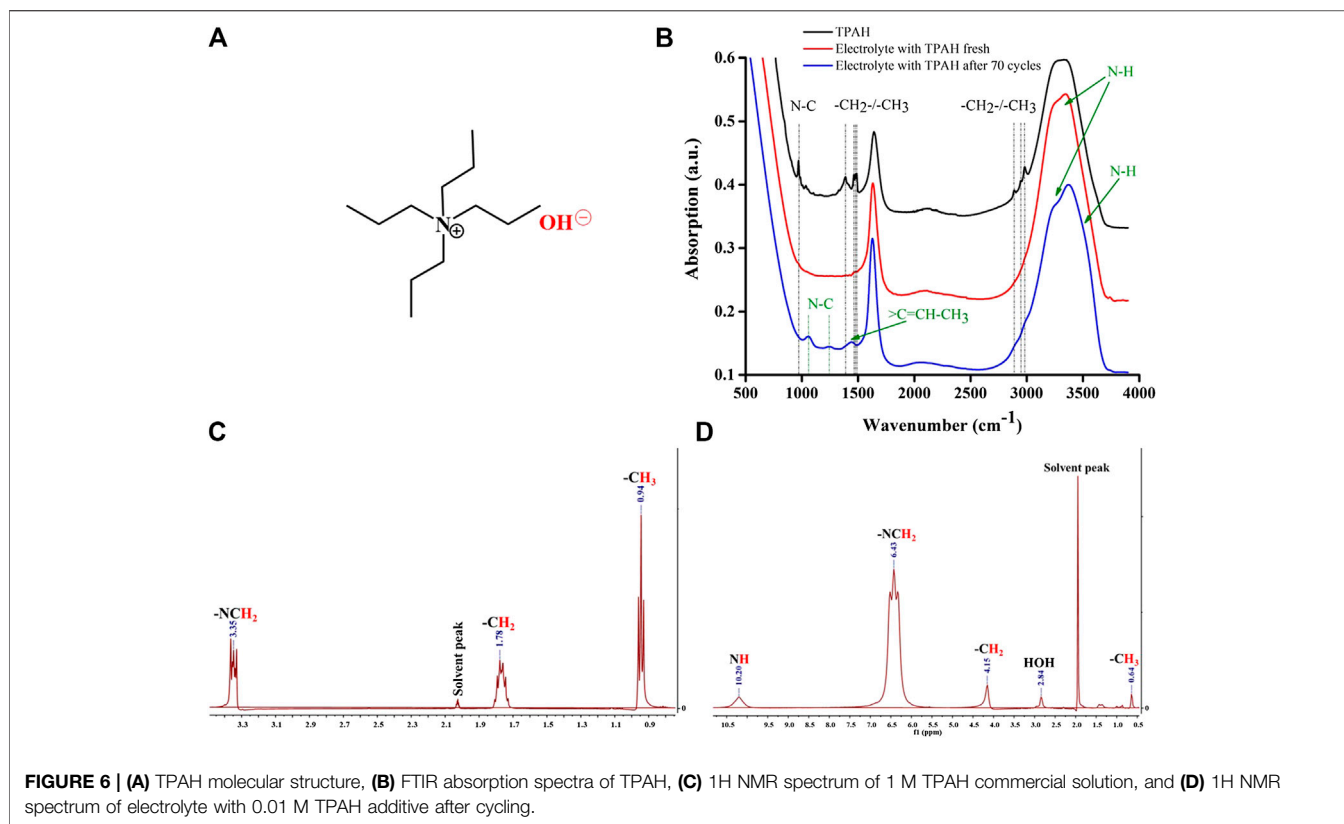 A
N
⊕
OH⊖
B
TPAH
Electrolyte with TPAH fresh
Electrolyte with TPAH after 70 cycles
0.6
0.5
0.4
0.3
0.2
0.1
Absorption (a.u.)
N-C
-CH2-/-CH3
-CH2-/-CH3
N-H
N-H
N-C
>C=CH-CH3
500 1000 1500 2000 2500 3000 3500 4000
Wavenumber (cm-1)
C
-NCH2
3.35
Solvent peak
-CH2
1.78
-CH3
0.94
0
3.3 3.1 2.9 2.7 2.5 2.3 2.1 1.9 1.7 1.5 1.3 1.1 0.9
D
NH
10.20
-NCH2
6.43
-CH2
4.15
HOH
2.84
Solvent peak
-CH3
0.64
0
10.5 9.5 9.0 8.5 8.0 7.5 7.0 6.5 6.0 5.5 5.0 4.5 4.0 3.5 3.0 2.5 2.0 1.5 1.0 0.5
f1 (ppm)
FIGURE 6 | (A) TPAH molecular structure, (B) FTIR absorption spectra of TPAH, (C) 1H NMR spectrum of 1 M TPAH commercial solution, and (D) 1H NMR
spectrum of electrolyte with 0.01 M TPAH additive after cycling.